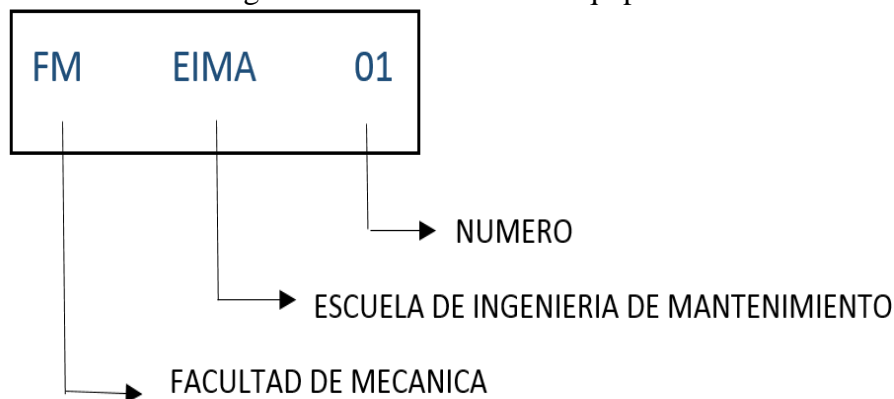 FM EIMA 01
NUMERO
ESCUELA DE INGENIERIA DE MANTENIMIENTO
FACULTAD DE MECANICA